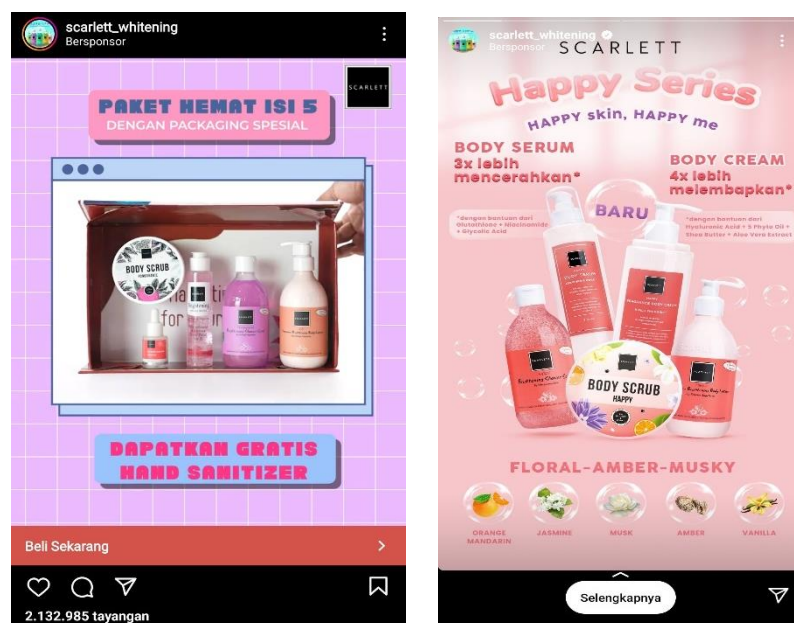 scarlett_whitening
Bersponsor
SCARLETT
PAKET HEMAT ISI 5
DENGAN PACKAGING SPESIAL
BODY SCRUB
DAPATKAN GRATIS
HAND SANITIZER
Beli Sekarang
2.132.985 tayangan
scarlett_whitening
Bersponsor
SCARLETT
Happy Series
HAPPY skin, HAPPY me
BODY SERUM
3x lebih
mencerahkan*
BODY CREAM
4x lebih
melembapkan*
BARU
*dengan bantuan dari
Glutathione + Niacinamide
+ Glycolic Acid
*dengan bantuan dari
Hyaluronic Acid + 5 Phyto Oil +
Shea Butter + Aloe Vera Extract
BODY SCRUB
HAPPY
FLORAL-AMBER-MUSKY
ORANGE
MANDARIN
JASMINE
MUSK
AMBER
VANILLA
Selengkapnya